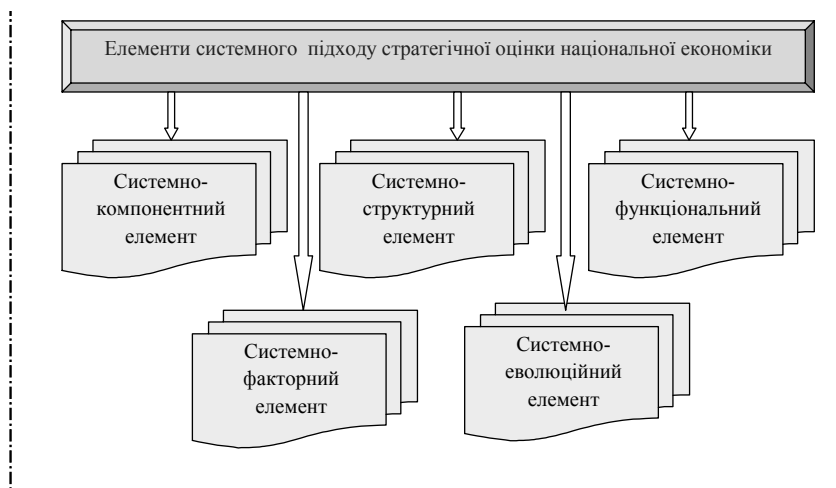 Елементи системного підходу стратегічної оцінки національної економіки
Системно-
компонентний
елемент
Системно-
структурний
елемент
Системно-
функціональний
елемент
Системно-
факторний
елемент
Системно-
еволюційний
елемент